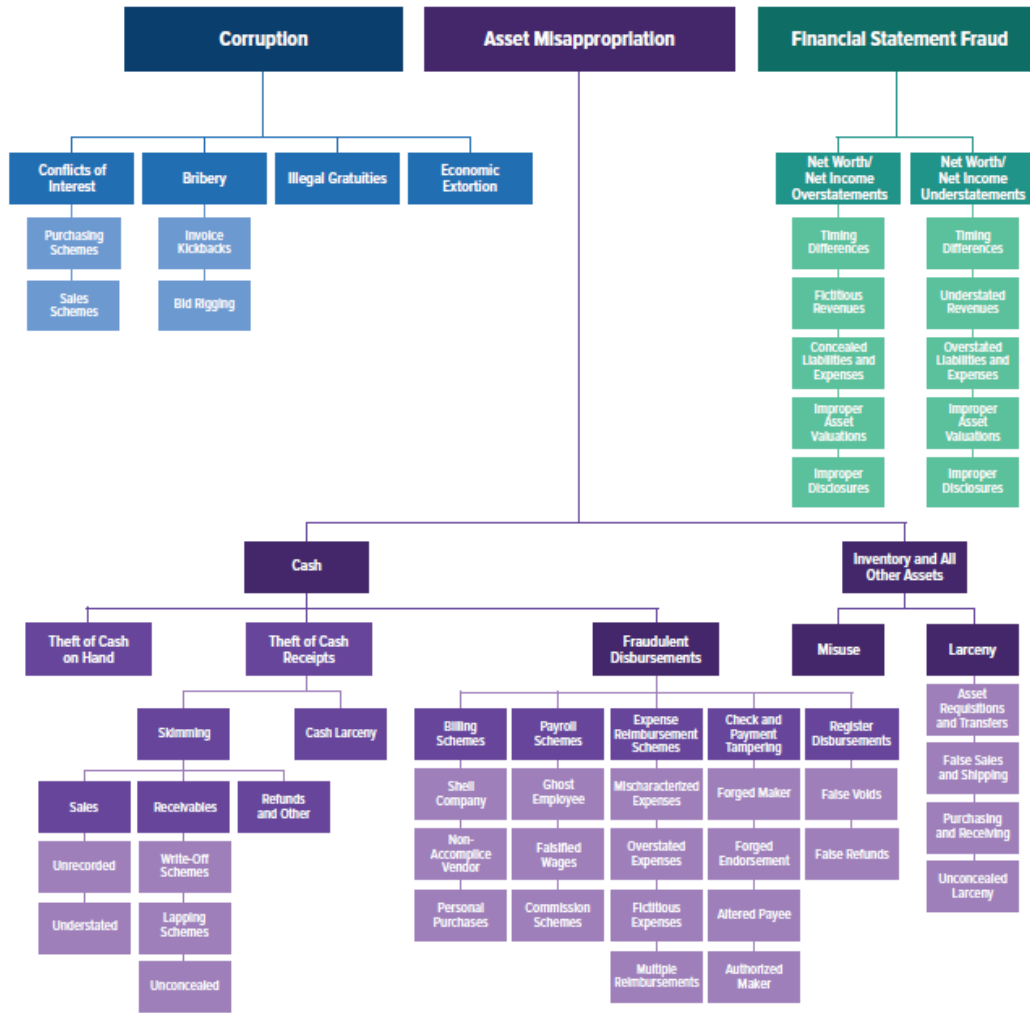 Corruption
Asset Misappropriation
Financial Statement Fraud
Conflicts of
Interest
Bribery
Illegal Gratuities
Economic
Extortion
Net Worth/
Net Income
Overstatements
Net Worth/
Net Income
Understatements
Purchasing
Schemes
Invoice
Kickbacks
Timing
Differences
Timing
Differences
Sales
Schemes
Bid Rigging
Fictitious
Revenues
Understated
Revenues
Concealed
Liabilities and
Expenses
Overstated
Liabilities and
Expenses
Improper
Asset
Valuations
Improper
Asset
Valuations
Improper
Disclosures
Improper
Disclosures
Cash
Inventory and All
Other Assets
Theft of Cash
on Hand
Theft of Cash
Receipts
Fraudulent
Disbursements
Misuse
Larceny
Skimming
Cash Larceny
Billing
Schemes
Payroll
Schemes
Expense
Reimbursement
Schemes
Check and
Payment
Tampering
Register
Disbursements
Asset
Requisitions
and Transfers
Sales
Receivables
Refunds
and Other
Shell
Company
Ghost
Employee
Mischaracterized
Expenses
Forged Maker
False Voids
False Sales
and Shipping
Unrecorded
Write-Off
Schemes
Non-
Accomplice
Vendor
Falsified
Wages
Overstated
Expenses
Forged
Endorsement
False Refunds
Purchasing
and Receiving
Understated
Lapping
Schemes
Personal
Purchases
Commission
Schemes
Fictitious
Expenses
Altered Payee
Unconcealed
Larceny
Unconcealed
Multiple
Reimbursements
Authorized
Maker